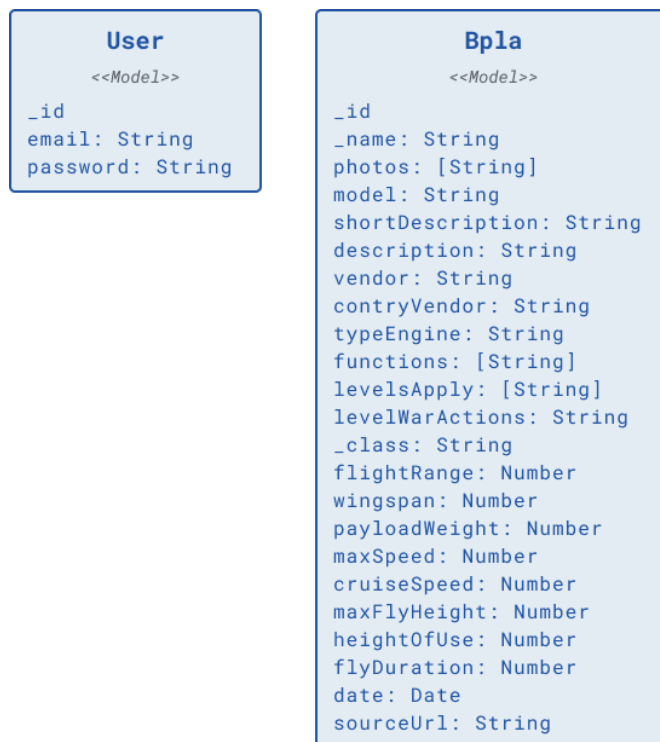 User
<<Model>>
_id
email: String
password: String
Bpla
<<Model>>
_id
_name: String
photos: [String]
model: String
shortDescription: String
description: String
vendor: String
contryVendor: String
typeEngine: String
functions: [String]
levelsApply: [String]
levelWarActions: String
_class: String
flightRange: Number
wingspan: Number
payloadWeight: Number
maxSpeed: Number
cruiseSpeed: Number
maxFlyHeight: Number
heightOfUse: Number
flyDuration: Number
date: Date
sourceUrl: String